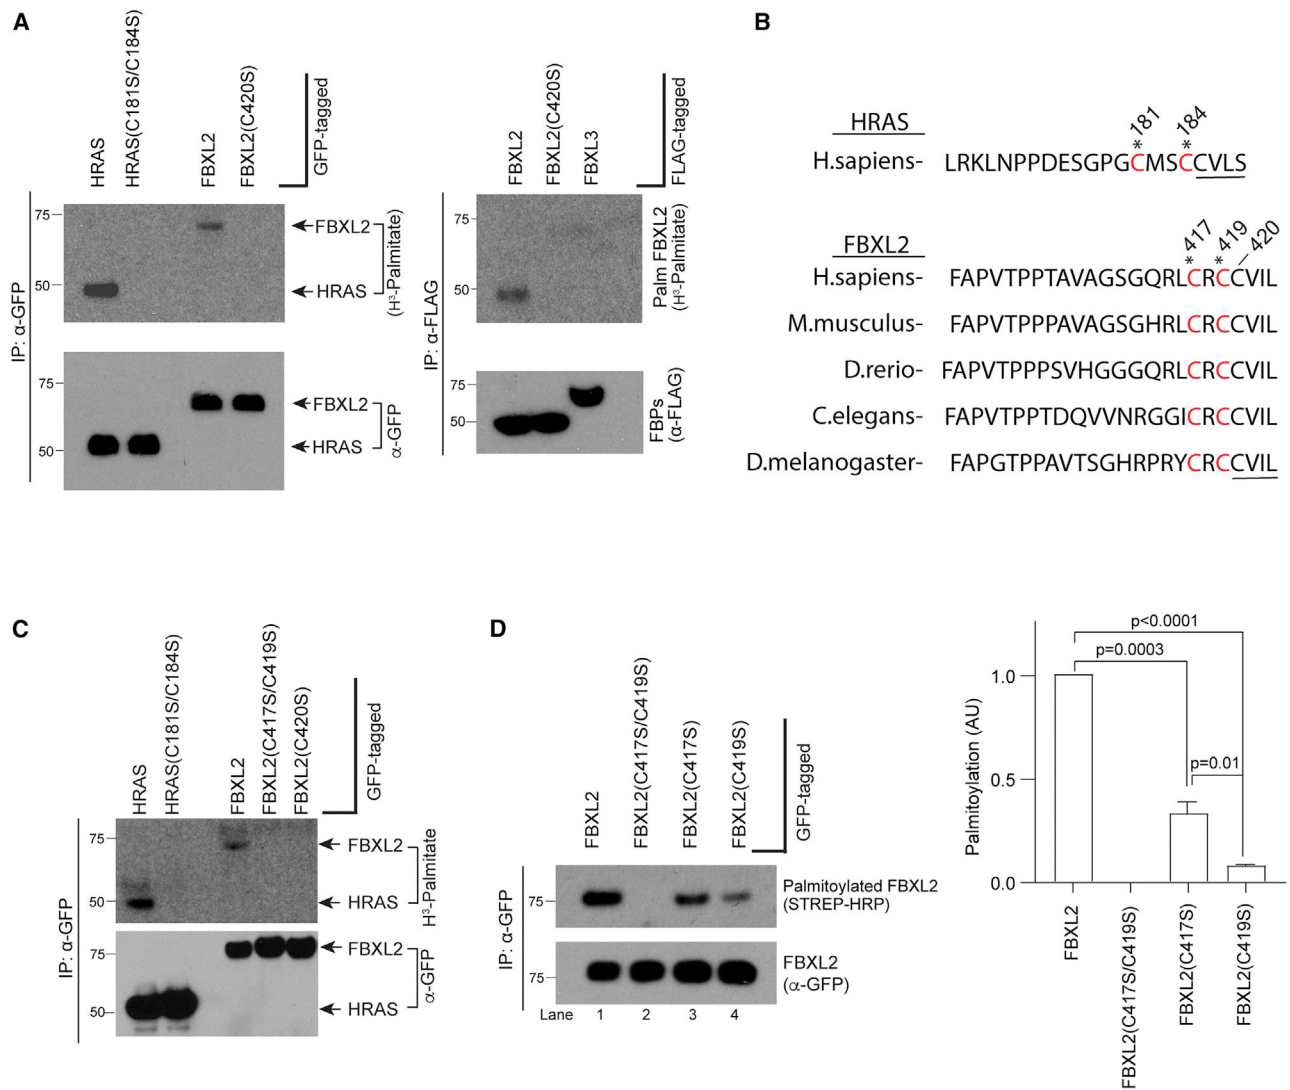 A
HRAS
HRAS(C181S/C184S)
FBXL2
FBXL2(C420S)
GFP-tagged
IP: α-GFP
75
50
FBXL2
HRAS
(H³-Palmitate)
75
50
FBXL2
HRAS
α-GFP
FBXL2
FBXL2(C420S)
FBXL3
FLAG-tagged
IP: α-FLAG
75
50
Palm FBXL2
(H³-Palmitate)
75
50
FBPs
(α-FLAG)
B
*181 *184
HRAS
H.sapiens- LRKLNPPDESGPGCMSCCVLS
*417 *419 420
FBXL2
H.sapiens- FAPVTPPTAVAGSGQRLCRCCVIL
M.musculus- FAPVTPPPAVAGSGHRLCRCCVIL
D.rerio- FAPVTPPPSVHGGGQRLCRCCVIL
C.elegans- FAPVTPPTDQVVNRGGICRCCVIL
D.melanogaster- FAPGTPPAVTSGHRPRYCRCCVIL
C
HRAS
HRAS(C181S/C184S)
FBXL2
FBXL2(C417S/C419S)
FBXL2(C420S)
GFP-tagged
IP: α-GFP
75
50
FBXL2
HRAS
H³-Palmitate
75
50
FBXL2
HRAS
α-GFP
D
FBXL2
FBXL2(C417S/C419S)
FBXL2(C417S)
FBXL2(C419S)
GFP-tagged
IP: α-GFP
75
Palmitoylated FBXL2
(STREP-HRP)
75
FBXL2
(α-GFP)
Lane 1 2 3 4
Palmitoylation (AU)
1.0
0.5
0.0
p<0.0001
p=0.0003
p=0.01
FBXL2
FBXL2(C417S/C419S)
FBXL2(C417S)
FBXL2(C419S)